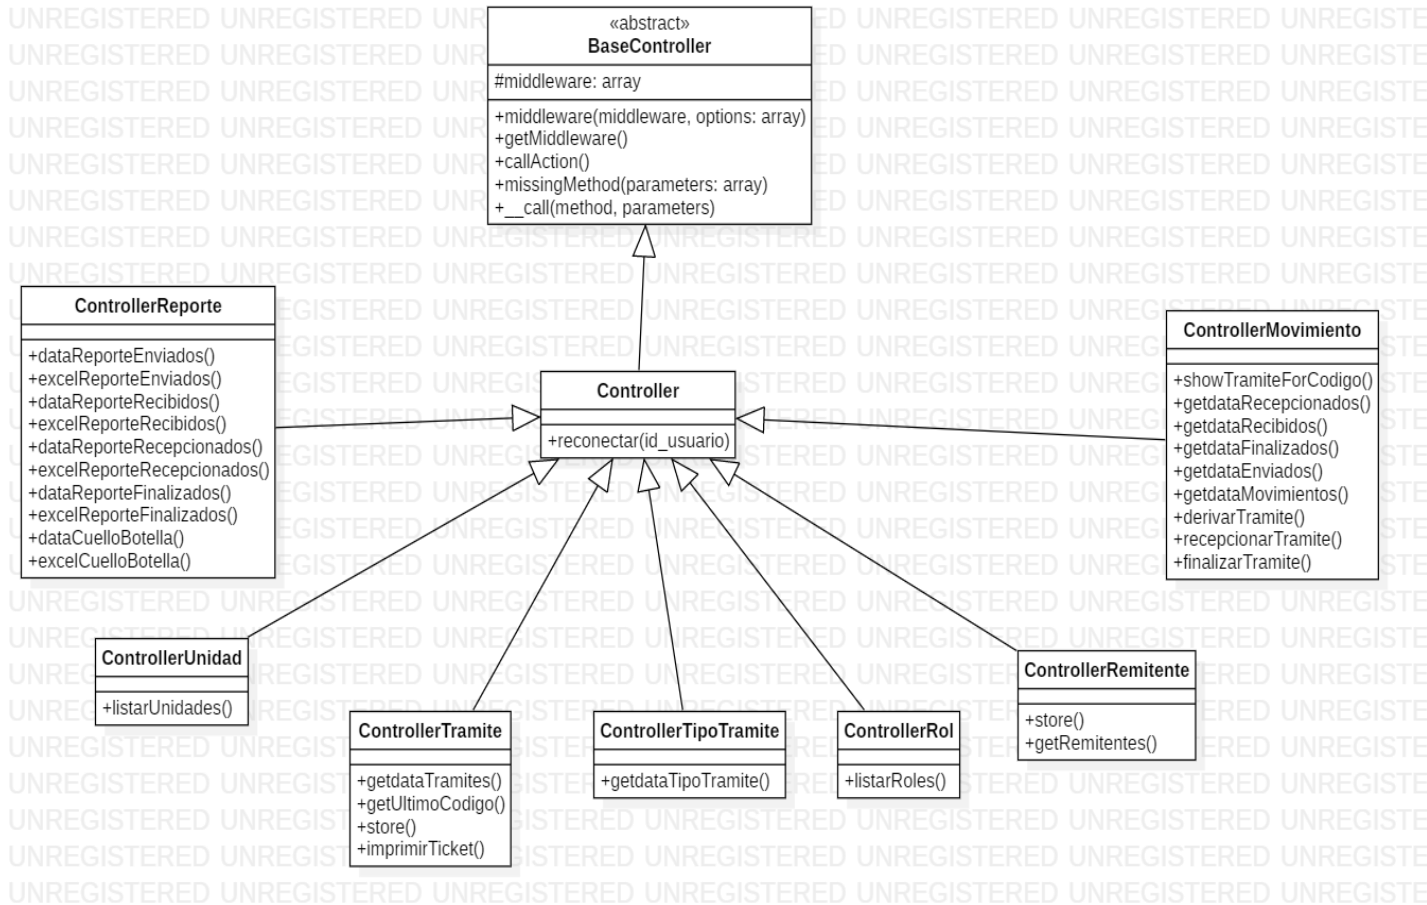 «abstract»
BaseController
#middleware: array
+middleware(middleware, options: array)
+getMiddleware()
+callAction()
+missingMethod(parameters: array)
+__call(method, parameters)
ControllerReporte
+dataReporteEnviados()
+excelReporteEnviados()
+dataReporteRecibidos()
+excelReporteRecibidos()
+dataReporteRecepcionados()
+excelReporteRecepcionados()
+dataReporteFinalizados()
+excelReporteFinalizados()
+dataCuelloBotella()
+excelCuelloBotella()
Controller
+reconectar(id_usuario)
ControllerMovimiento
+showTramiteForCodigo()
+getdataRecepcionados()
+getdataRecibidos()
+getdataFinalizados()
+getdataEnviados()
+getdataMovimientos()
+derivarTramite()
+recepcionarTramite()
+finalizarTramite()
ControllerUnidad
+listarUnidades()
ControllerTramite
+getdataTramites()
+getUltimoCodigo()
+store()
+imprimirTicket()
ControllerTipoTramite
+getdataTipoTramite()
ControllerRol
+listarRoles()
ControllerRemitente
+store()
+getRemitentes()
UNREGISTERED